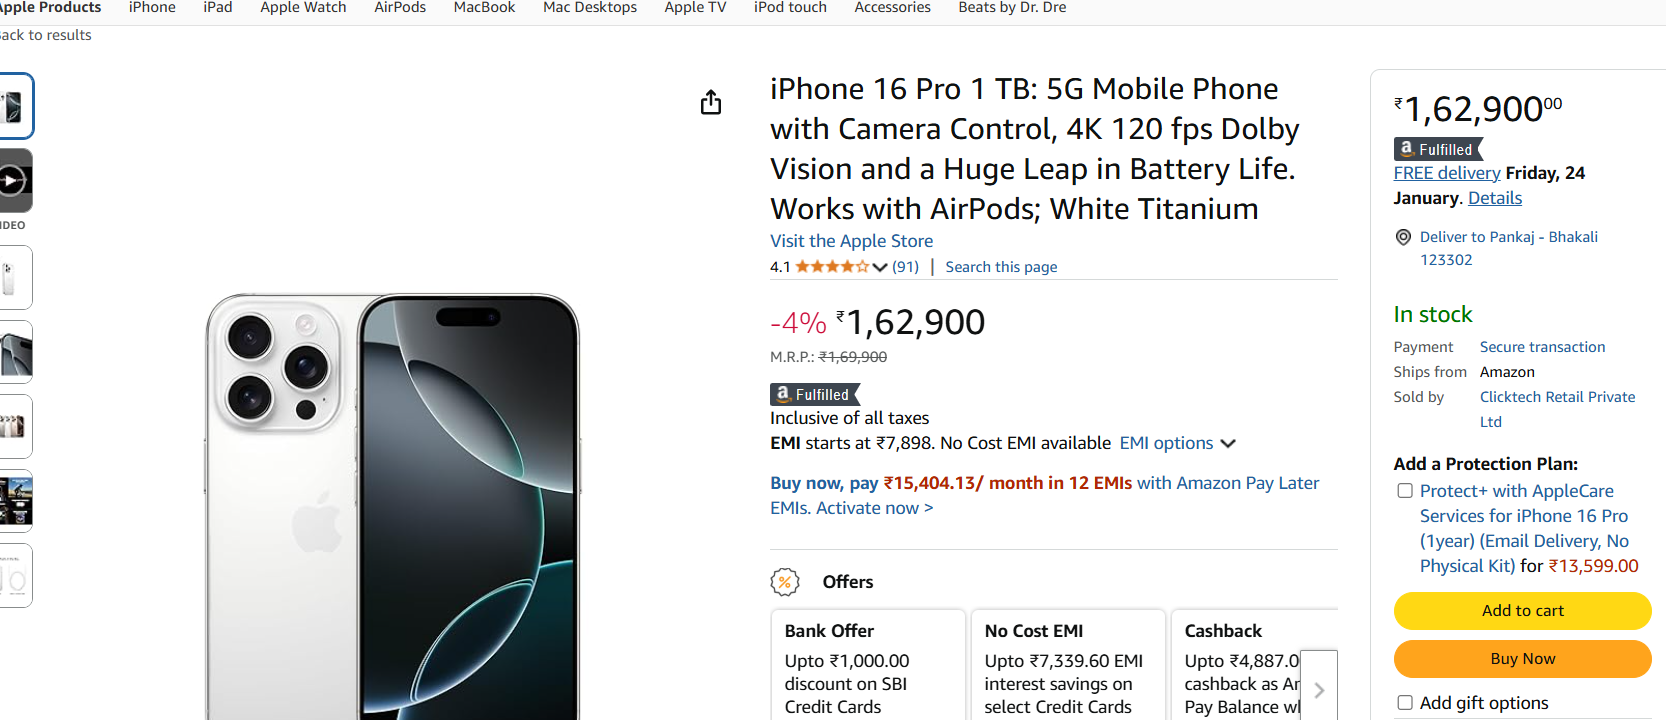 Apple Products iPhone iPad Apple Watch AirPods MacBook Mac Desktops Apple TV iPod touch Accessories Beats by Dr. Dre
Back to results
VIDEO
iPhone 16 Pro 1 TB: 5G Mobile Phone
with Camera Control, 4K 120 fps Dolby
Vision and a Huge Leap in Battery Life.
Works with AirPods; White Titanium
Visit the Apple Store
4.1 (91) | Search this page
-4% ₹1,62,900
M.R.P.: ₹1,69,900
a Fulfilled
Inclusive of all taxes
EMI starts at ₹7,898. No Cost EMI available EMI options
Buy now, pay ₹15,404.13/ month in 12 EMIs with Amazon Pay Later
EMIs. Activate now >
% Offers
Bank Offer
Upto ₹1,000.00
discount on SBI
Credit Cards
No Cost EMI
Upto ₹7,339.60 EMI
interest savings on
select Credit Cards
Cashback
Upto ₹4,887.0
cashback as Am
Pay Balance wh
₹1,62,90000
a Fulfilled
FREE delivery Friday, 24
January. Details
Deliver to Pankaj - Bhakali
123302
In stock
Payment Secure transaction
Ships from Amazon
Sold by Clicktech Retail Private
Ltd
Add a Protection Plan:
Protect+ with AppleCare
Services for iPhone 16 Pro
(1year) (Email Delivery, No
Physical Kit) for ₹13,599.00
Add to cart
Buy Now
Add gift options